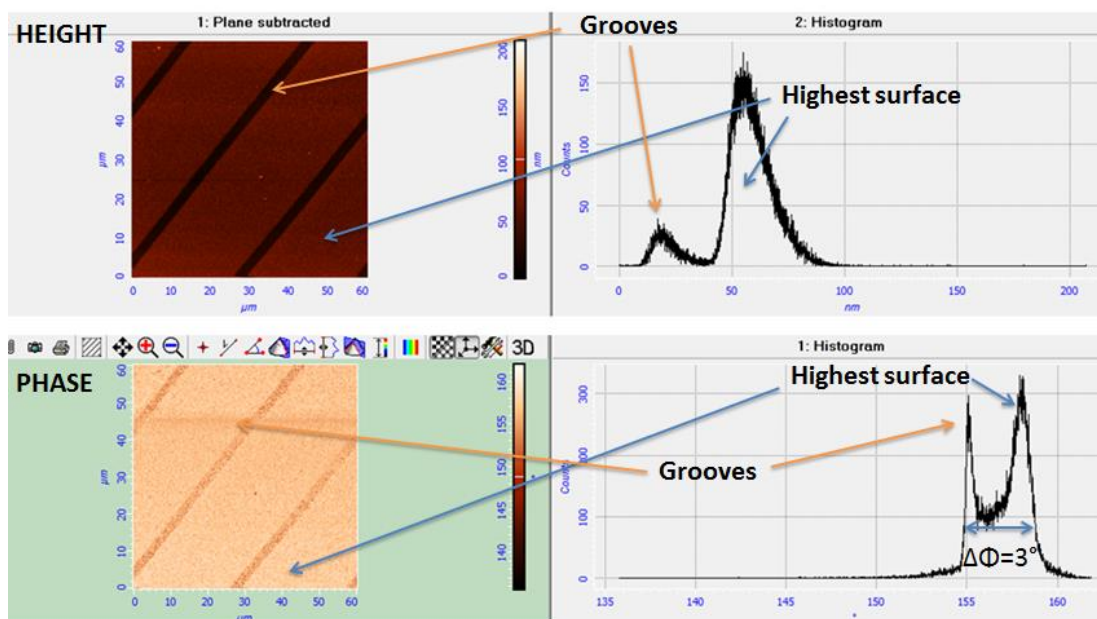 HEIGHT
1: Plane subtracted
60
50
40
30
20
10
0
µm
0 10 20 30 40 50 60
µm
200
150
100
50
0
nm
Grooves
2: Histogram
Highest surface
150
100
50
0
Counts
0 50 100 150 200
nm
3D
PHASE
60
50
40
30
20
10
0
µm
0 10 20 30 40 50 60
µm
160
155
150
145
140
°
1: Histogram
Highest surface
Grooves
300
200
100
0
Counts
ΔΦ=3°
135 140 145 150 155 160
°